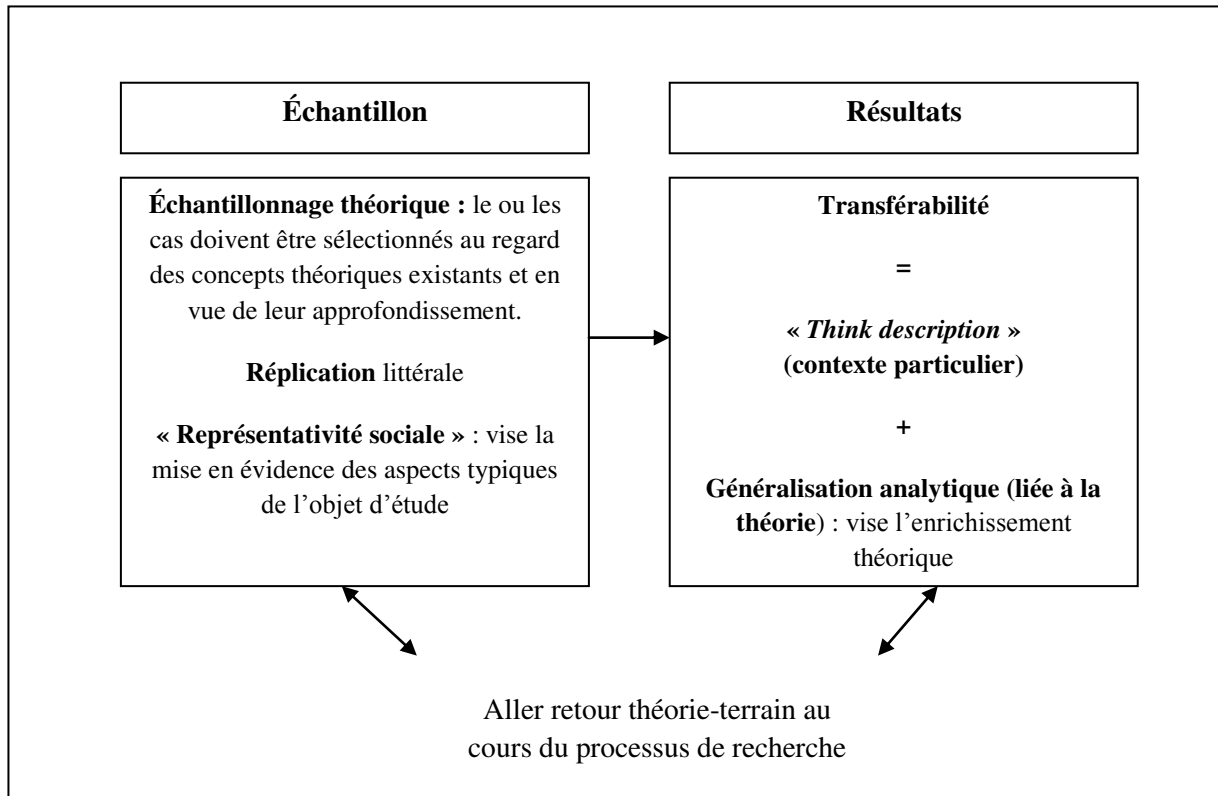 Échantillon
Échantillonnage théorique : le ou les
cas doivent être sélectionnés au regard
des concepts théoriques existants et en
vue de leur approfondissement.
Réplication littérale
« Représentativité sociale » : vise la
mise en évidence des aspects typiques
de l’objet d’étude
Résultats
Transférabilité
=
« Think description »
(contexte particulier)
+
Généralisation analytique (liée à la
théorie) : vise l’enrichissement
théorique
Aller retour théorie-terrain au
cours du processus de recherche